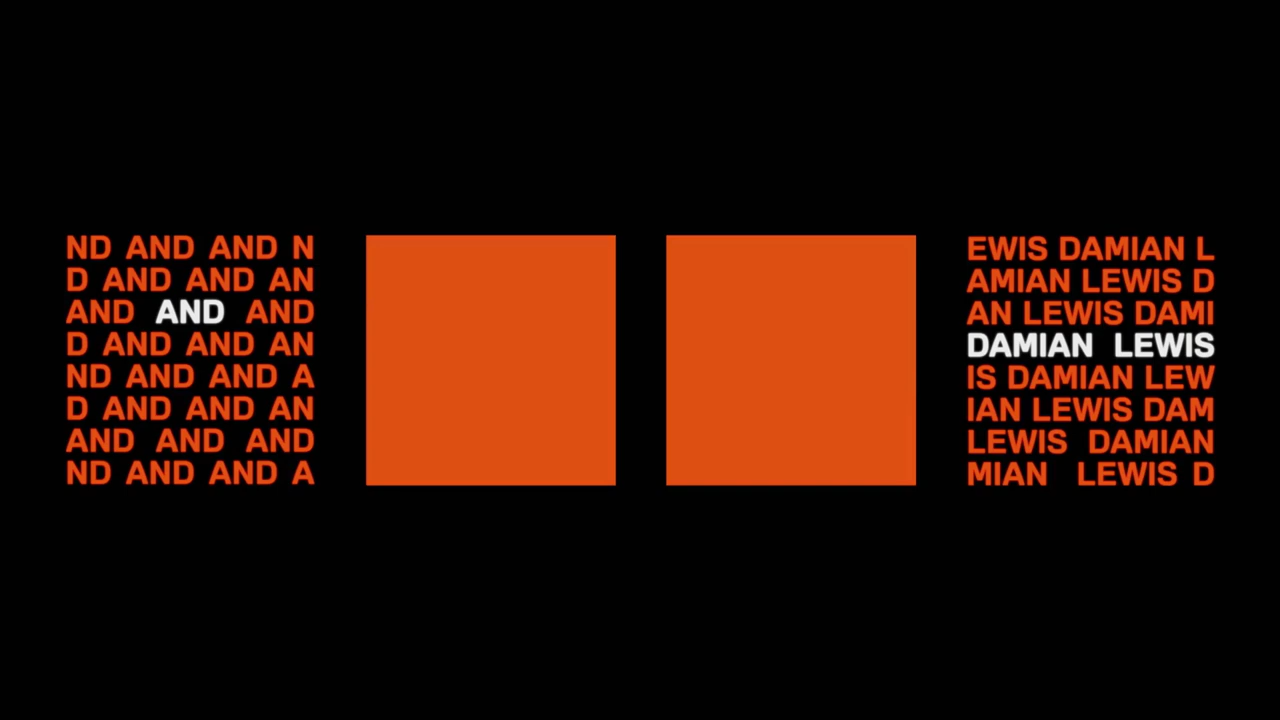 ND AND AND N
D AND AND AN
AND AND AND
D AND AND AN
ND AND AND A
D AND AND AN
AND AND AND
ND AND AND A
EWIS DAMIAN L
AMIAN LEWIS D
AN LEWIS DAMI
DAMIAN LEWIS
IS DAMIAN LEW
IAN LEWIS DAM
LEWIS DAMIAN
MIAN LEWIS D